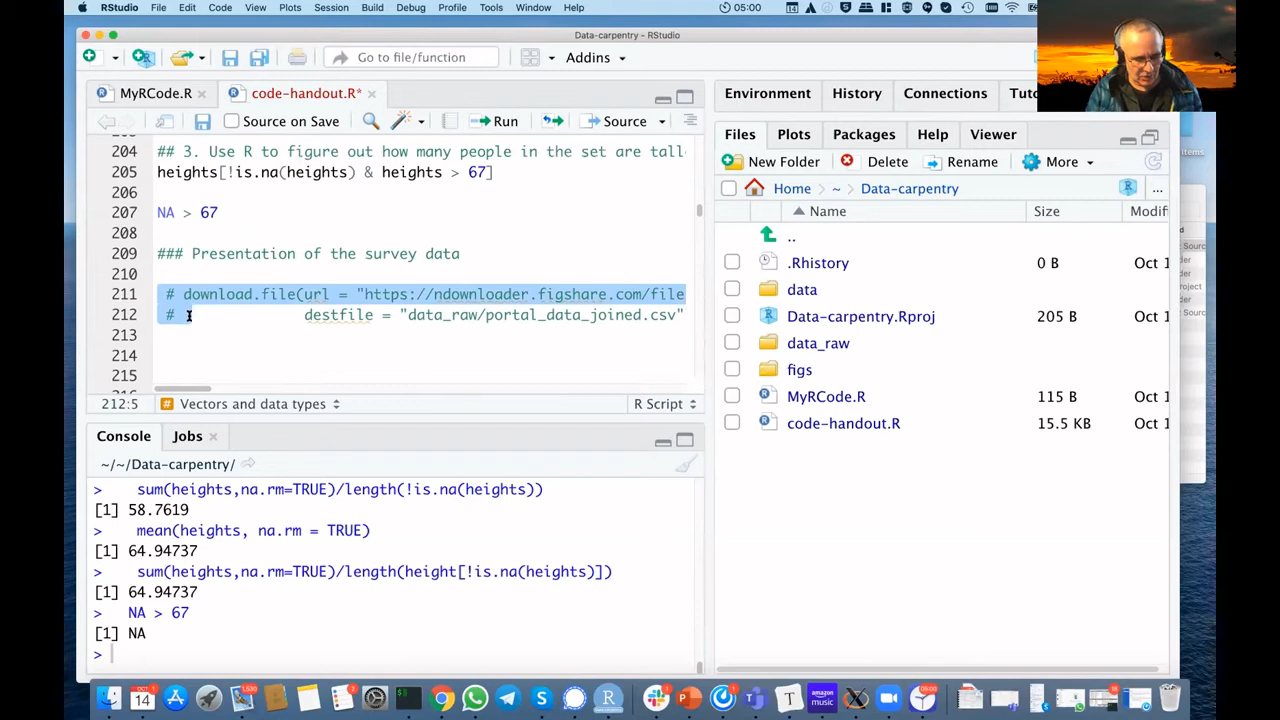 RStudio File Edit Code View Plots Session Build Debug Profile Tools Window Help 05:00
Data-carpentry - RStudio
Go to file/function Addins
MyRCode.R code-handout.R*
Source on Save Run Source
204 ## 3. Use R to figure out how many people in the set are tall
205 heights[!is.na(heights) & heights > 67]
206
207 NA > 67
208
209 ### Presentation of the survey data
210
211 # download.file(url = "https://ndownloader.figshare.com/file
212 # destfile = "data_raw/portal_data_joined.csv"
213
214
215
212:5 # Vectors and data types R Script
Console Jobs
~/~/Data-carpentry/
> sum(heights,na.rm=TRUE)/length(!is.na(heights))
[1] 58.7619
> mean(heights, na.rm = TRUE)
[1] 64.94737
> sum(heights,na.rm=TRUE)/length(height[!is.na(height)])
[1] 64.94737
> NA > 67
[1] NA
>
Environment History Connections Tuto
Files Plots Packages Help Viewer
New Folder Delete Rename More
Home ~ Data-carpentry ...
Name Size Modif
..
.Rhistory 0 B Oct 1
data
Data-carpentry.Rproj 205 B Oct 1
data_raw
figs
MyRCode.R 115 B Oct 1
code-handout.R 15.5 KB Oct 1